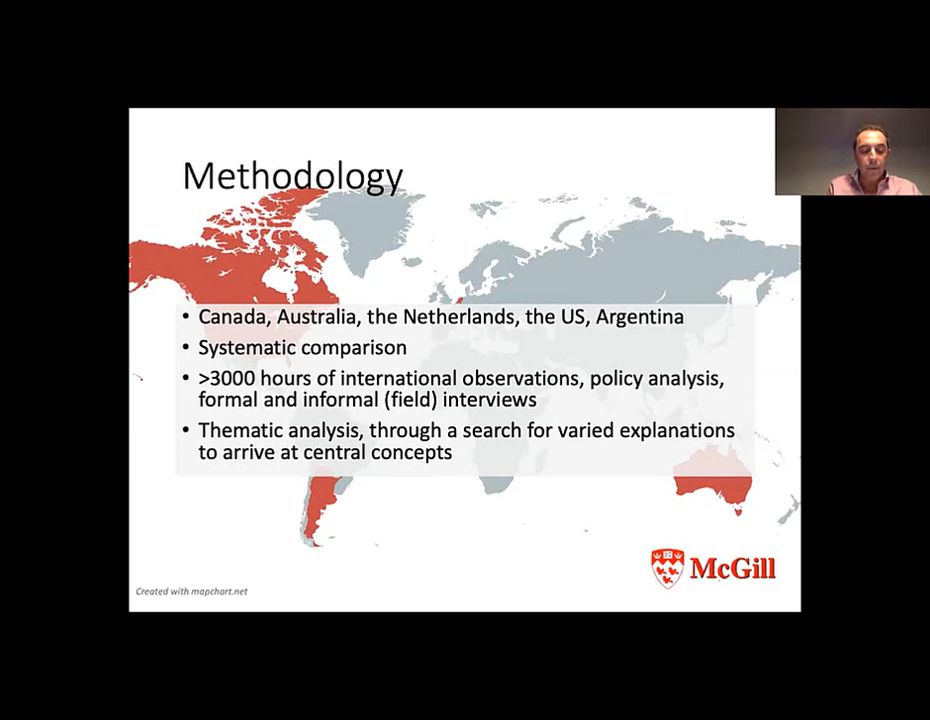 Methodology
• Canada, Australia, the Netherlands, the US, Argentina
• Systematic comparison
• >3000 hours of international observations, policy analysis,
formal and informal (field) interviews
• Thematic analysis, through a search for varied explanations
to arrive at central concepts
McGill
Created with mapchart.net